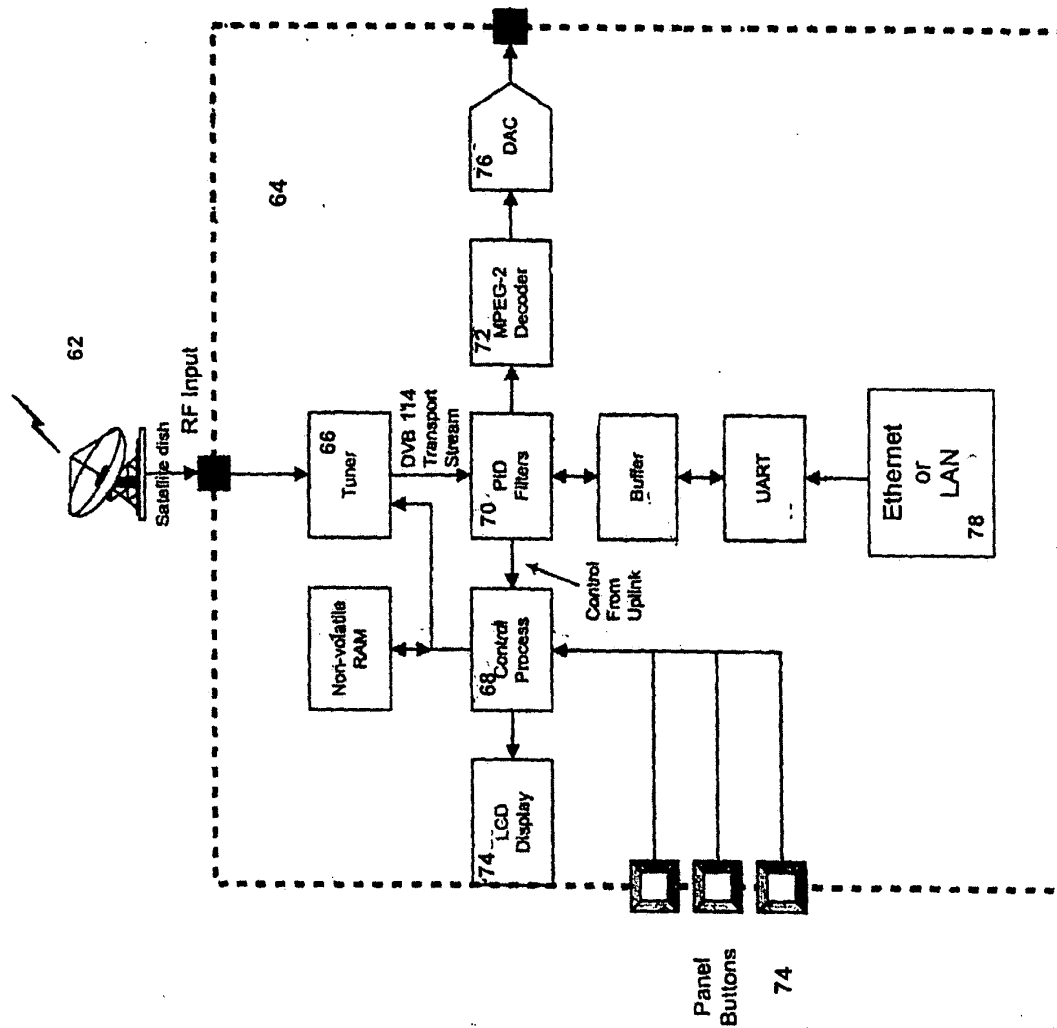 62
Satellite dish
RF Input
64
66
Tuner
DVB 114
Transport
Stream
Non-volatile
RAM
74
LCD
Display
68
Control
Process
Control
From
Uplink
70
PID
Filters
72
MPEG-2
Decoder
76
DAC
Buffer
UART
Ethernet
or
LAN
78
Panel
Buttons
74